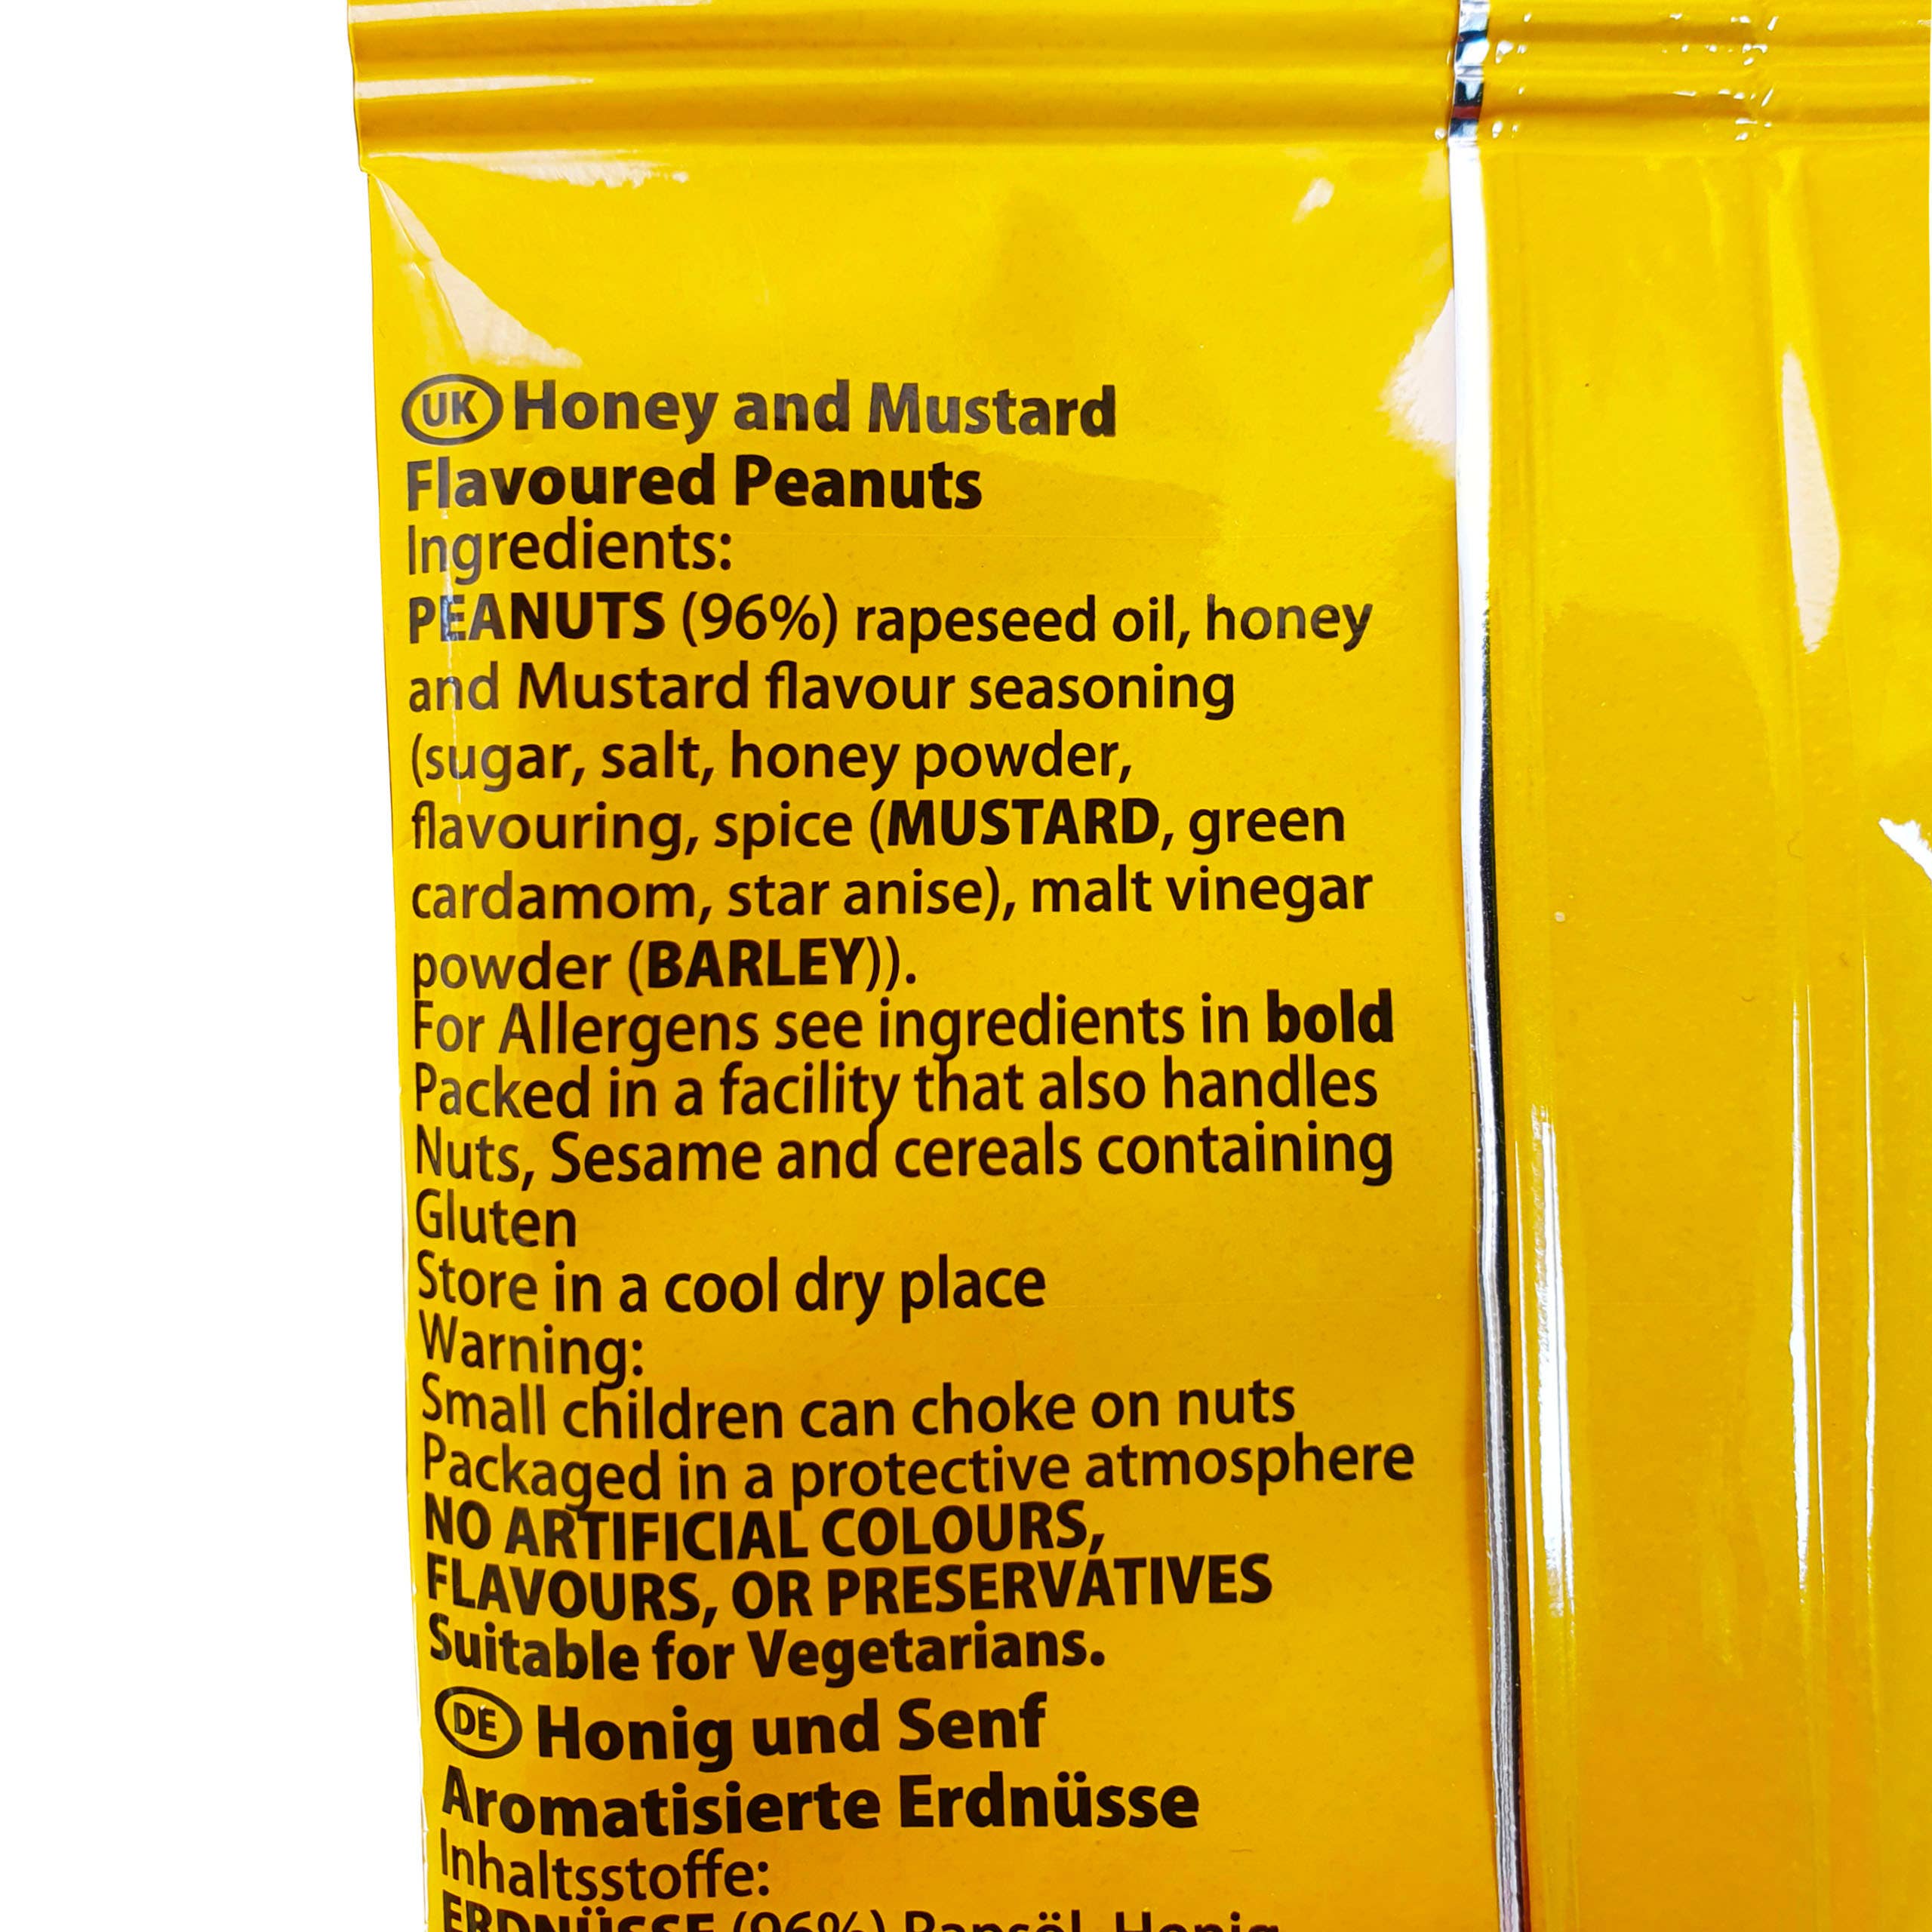 UK Honey and Mustard
Flavoured Peanuts
Ingredients:
PEANUTS (96%) rapeseed oil, honey
and Mustard flavour seasoning
(sugar, salt, honey powder,
flavouring, spice (MUSTARD, green
cardamom, star anise), malt vinegar
powder (BARLEY)).
For Allergens see ingredients in bold
Packed in a facility that also handles
Nuts, Sesame and cereals containing
Gluten
Store in a cool dry place
Warning:
Small children can choke on nuts
Packaged in a protective atmosphere
NO ARTIFICIAL COLOURS,
FLAVOURS, OR PRESERVATIVES
Suitable for Vegetarians.
DE Honig und Senf
Aromatisierte Erdnüsse
Inhaltsstoffe:
ERDNÜSSE (96%) Rapsöl, Honig